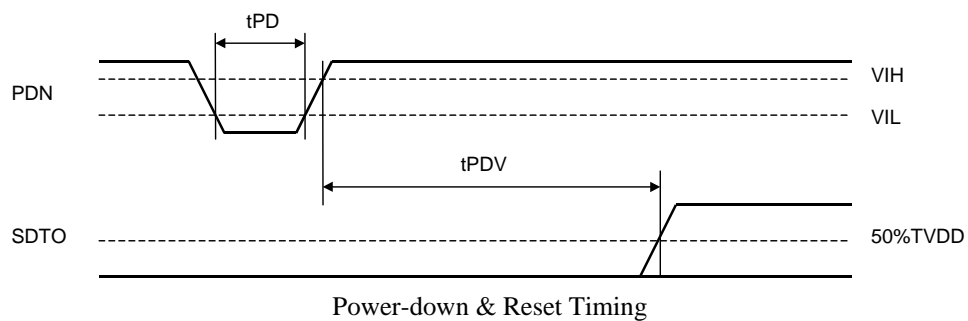 tPD
VIH
PDN
VIL
tPDV
SDTO
50%TVDD
Power-down & Reset Timing